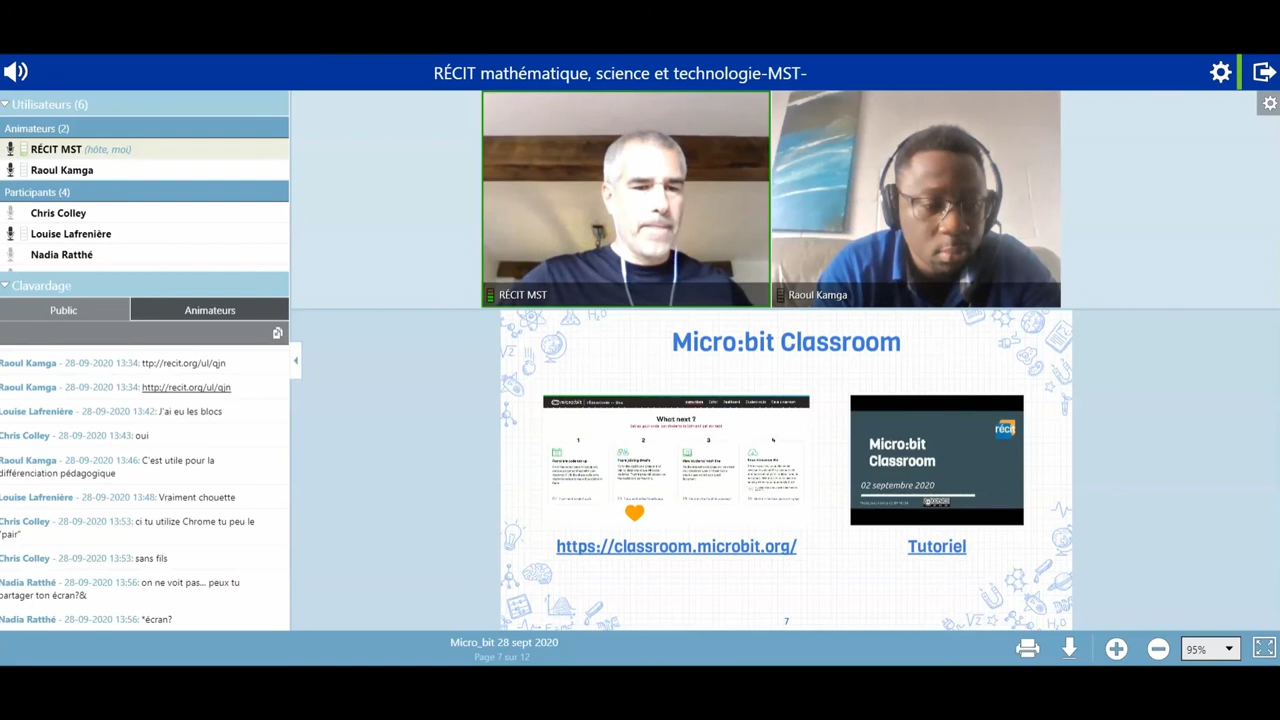 RÉCIT mathématique, science et technologie-MST-
Utilisateurs (6)
Animateurs (2)
RÉCIT MST (hôte, moi)
Raoul Kamga
Participants (4)
Chris Colley
Louise Lafrenière
Nadia Ratthé
Clavardage
Public
Animateurs
Raoul Kamga - 28-09-2020 13:34: ttp://recit.org/ul/qjn
Raoul Kamga - 28-09-2020 13:34: http://recit.org/ul/qjn
Louise Lafrenière - 28-09-2020 13:42: J'ai eu les blocs
Chris Colley - 28-09-2020 13:43: oui
Raoul Kamga - 28-09-2020 13:46: C'est utile pour la
différenciation pédagogique
Louise Lafrenière - 28-09-2020 13:48: Vraiment chouette
Chris Colley - 28-09-2020 13:53: ci tu utilize Chrome tu peu le
"pair"
Chris Colley - 28-09-2020 13:53: sans fils
Nadia Ratthé - 28-09-2020 13:56: on ne voit pas... peux tu
partager ton écran?&
Nadia Ratthé - 28-09-2020 13:56: *écran?
RÉCIT MST
Raoul Kamga
Micro:bit Classroom
H₂O
micro:bit
What next ?
1 2 3 4
https://classroom.microbit.org/
récit
Micro:bit
Classroom
02 septembre 2020
Tutoriel
7
Micro_bit 28 sept 2020
Page 7 sur 12
95%